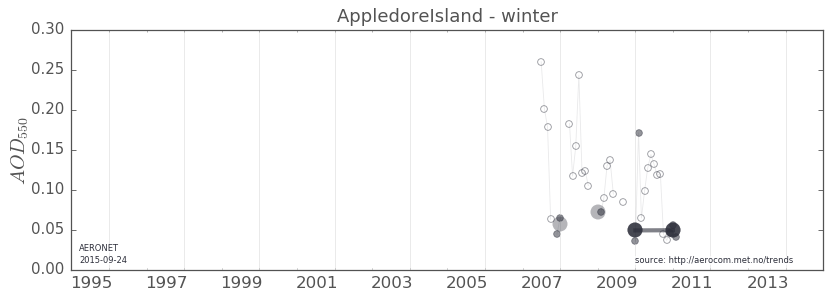 AppledoreIsland - winter
0.30
0.25
0.20
0.15
0.10
0.05
0.00
AOD550
AERONET
2015-09-24
source: http://aerocom.met.no/trends
1995 1997 1999 2001 2003 2005 2007 2009 2011 2013